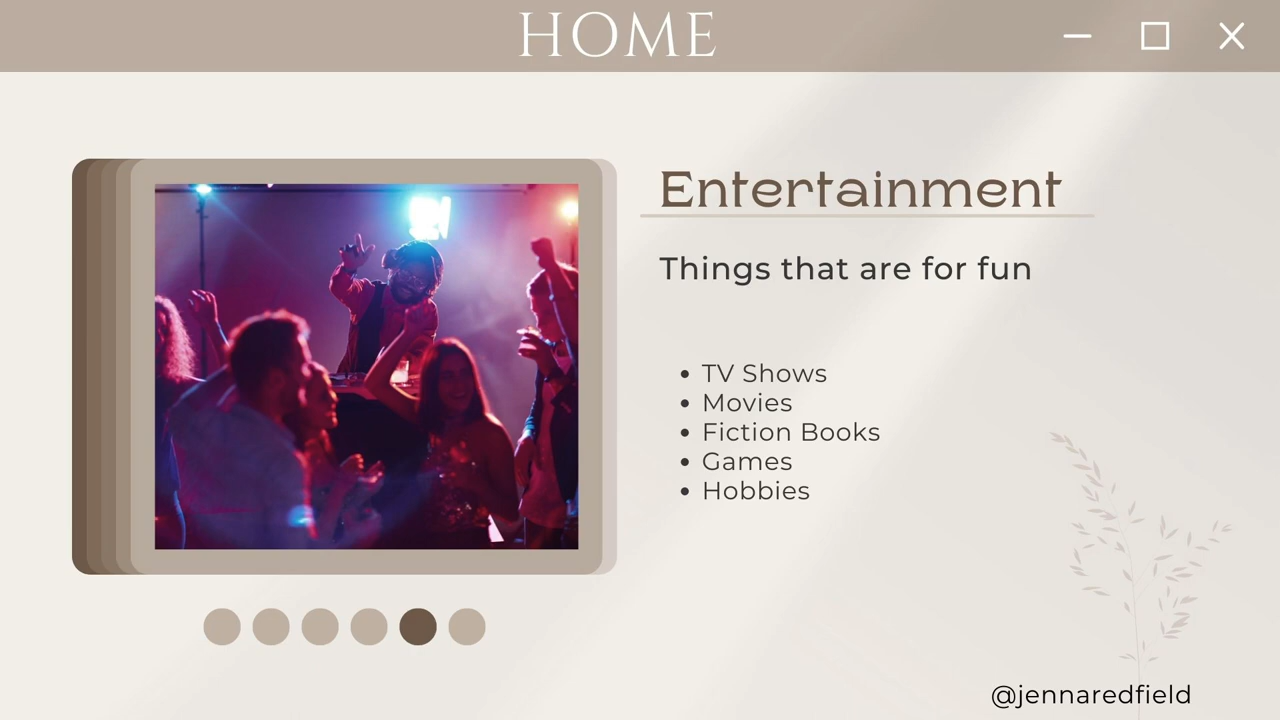 HOME
Entertainment
Things that are for fun
• TV Shows
• Movies
• Fiction Books
• Games
• Hobbies
@jennaredfield